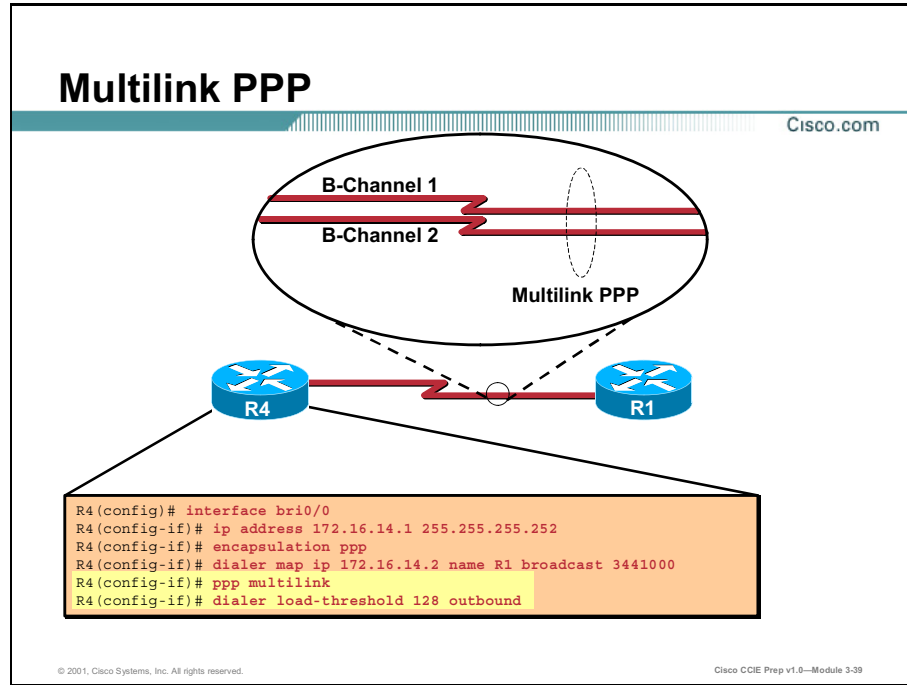 Multilink PPP
Cisco.com
B-Channel 1
B-Channel 2
Multilink PPP
R4
R1
R4(config)# interface bri0/0
R4(config-if)# ip address 172.16.14.1 255.255.255.252
R4(config-if)# encapsulation ppp
R4(config-if)# dialer map ip 172.16.14.2 name R1 broadcast 3441000
R4(config-if)# ppp multilink
R4(config-if)# dialer load-threshold 128 outbound
© 2001, Cisco Systems, Inc. All rights reserved.
Cisco CCIE Prep v1.0—Module 3-39